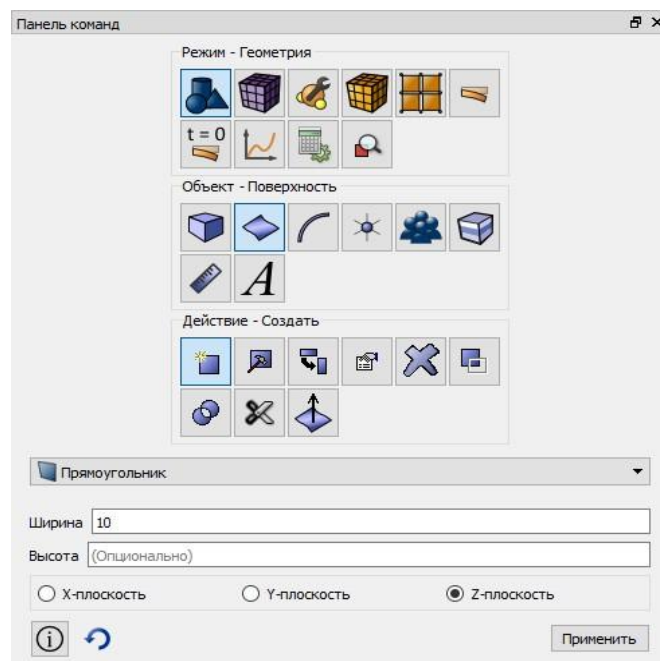 Панель команд
Режим - Геометрия
t = 0
Объект - Поверхность
A
Действие - Создать
Прямоугольник
Ширина 10
Высота (Опционально)
X-плоскость Y-плоскость Z-плоскость
Применить